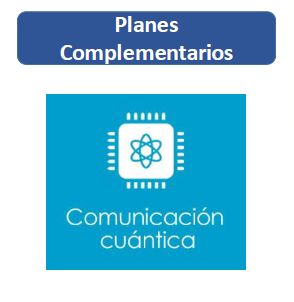 Planes
Complementarios
Comunicación
cuántica